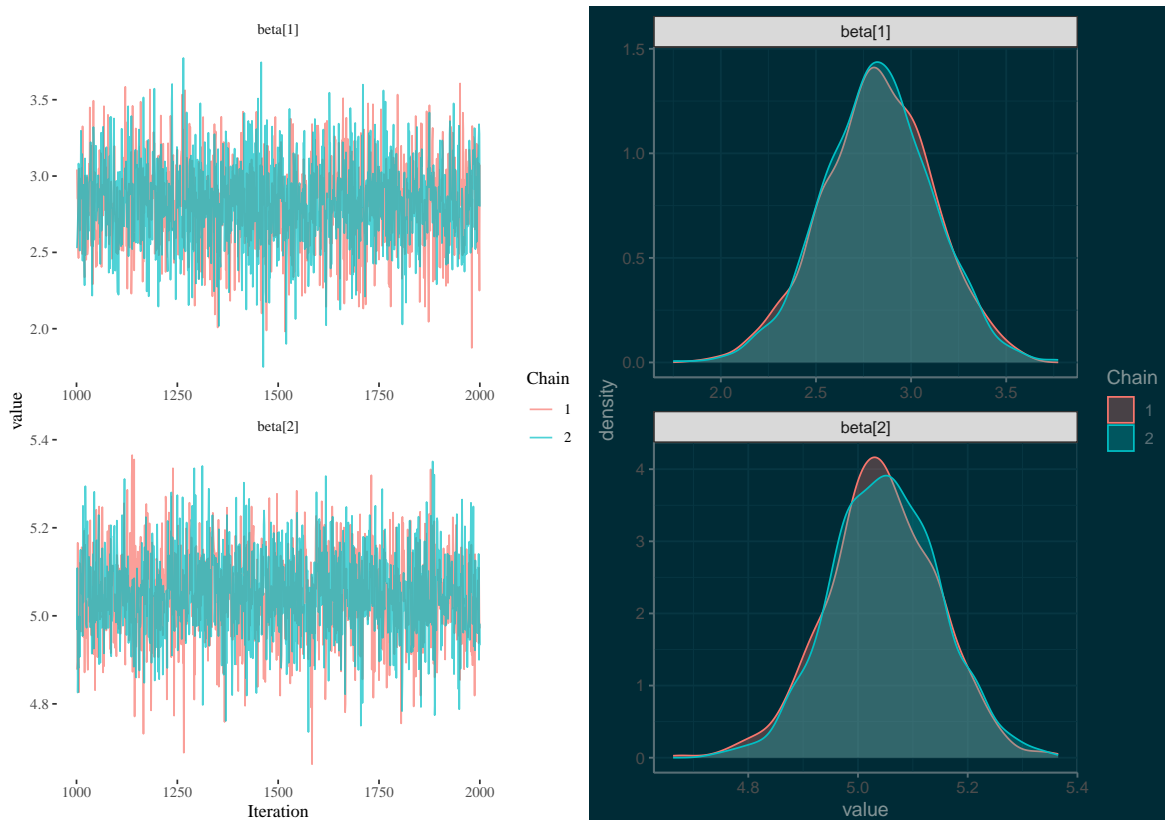 beta[1]
3.5
3.0
2.5
2.0
1000 1250 1500 1750 2000
value
beta[2]
5.4
5.2
5.0
4.8
1000 1250 1500 1750 2000
Iteration
Chain
1
2
beta[1]
1.5
1.0
0.5
0.0
2.0 2.5 3.0 3.5
density
beta[2]
4
3
2
1
0
4.8 5.0 5.2 5.4
value
Chain
1
2